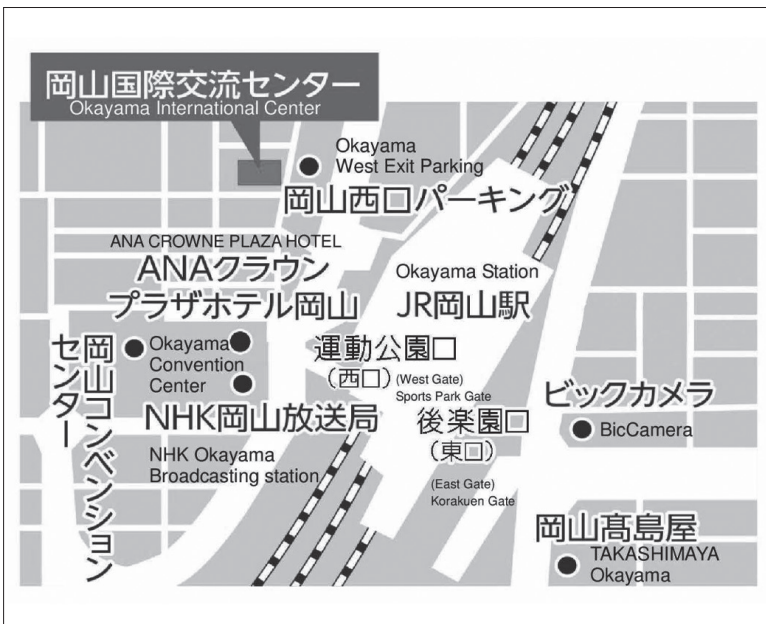 岡山国際交流センター
Okayama International Center
Okayama
West Exit Parking
岡山西口パーキング
ANA CROWNE PLAZA HOTEL
ANAクラウン
プラザホテル岡山
Okayama Station
JR岡山駅
岡山コンベンション
センター
Okayama
Convention
Center
運動公園口
(西口)
(West Gate)
Sports Park Gate
NHK岡山放送局
NHK Okayama
Broadcasting station
後楽園口
(東口)
(East Gate)
Korakuen Gate
ビックカメラ
BicCamera
岡山髙島屋
TAKASHIMAYA
Okayama